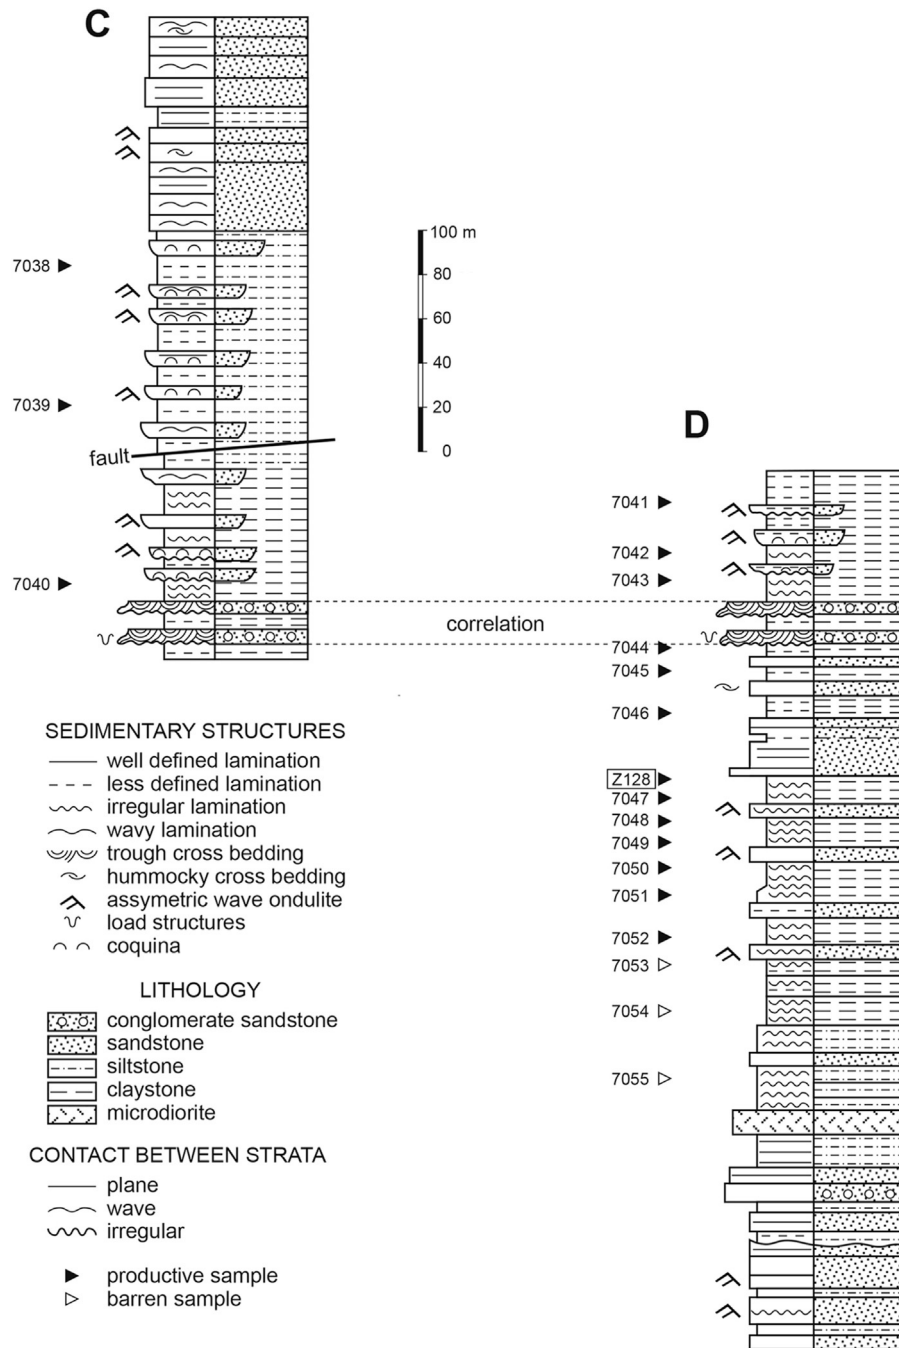 C
7038
7039
fault
7040
100 m
80
60
40
20
0
correlation
D
7041
7042
7043
7044
7045
7046
Z128
7047
7048
7049
7050
7051
7052
7053
7054
7055
SEDIMENTARY STRUCTURES
well defined lamination
less defined lamination
irregular lamination
wavy lamination
trough cross bedding
hummocky cross bedding
assymetric wave ondulite
load structures
coquina
LITHOLOGY
conglomerate sandstone
sandstone
siltstone
claystone
microdiorite
CONTACT BETWEEN STRATA
plane
wave
irregular
productive sample
barren sample